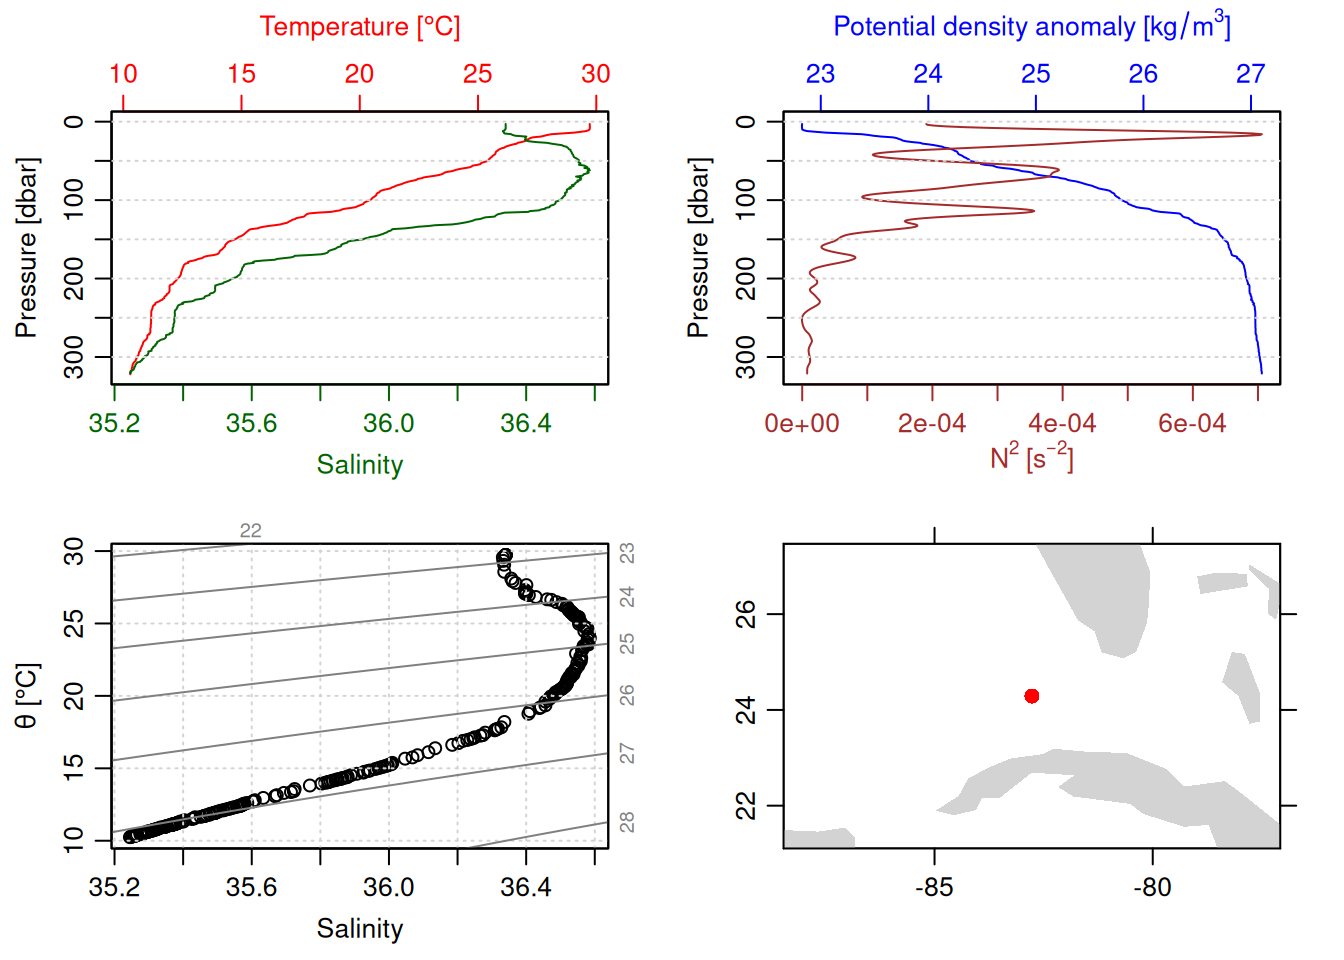 Temperature [°C]
10 15 20 25 30
0
100
200
300
Pressure [dbar]
35.2 35.6 36.0 36.4
Salinity
Potential density anomaly [kg/m³]
23 24 25 26 27
0
100
200
300
Pressure [dbar]
0e+00 2e-04 4e-04 6e-04
N² [s⁻²]
22
30
25
20
15
10
θ [°C]
23
24
25
26
27
28
35.2 35.6 36.0 36.4
Salinity
26
24
22
-85 -80